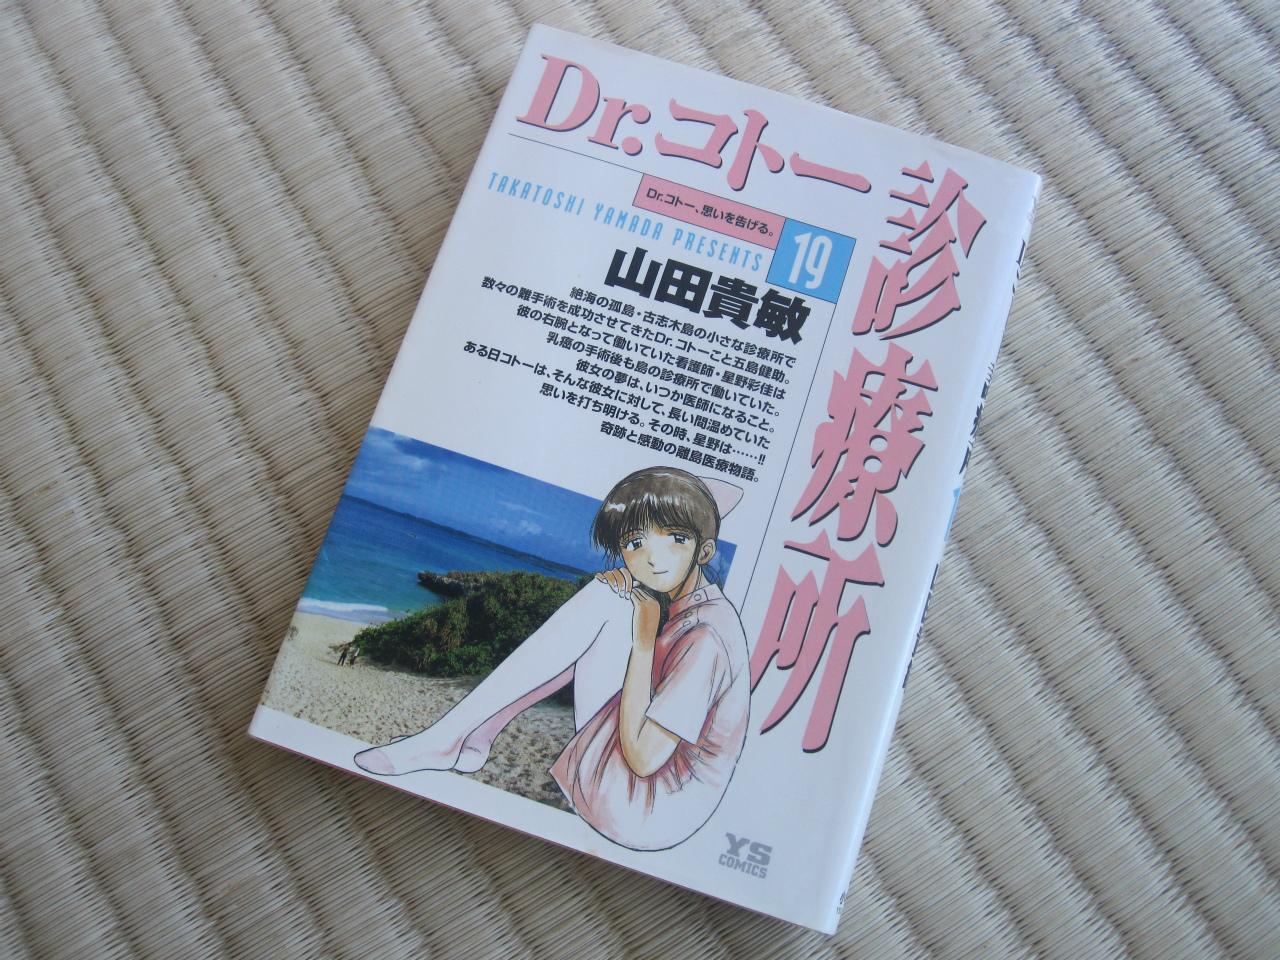 Dr.コトー診療所
Dr.コトー、思いを告げる。
19
TAKATOSHI YAMADA PRESENTS
山田貴敏
絶海の孤島・古志木島の小さな診療所で
数々の難手術を成功させてきたDr.コトーこと五島健助。
彼の右腕となって働いていた看護師・星野彩佳は
乳癌の手術後も島の診療所で働いていた。
彼女の夢は、いつか医師になること。
ある日コトーは、そんな彼女に対して、長い間温めていた
思いを打ち明ける。その時、星野は……!!
奇跡と感動の離島医療物語。
YS
COMICS